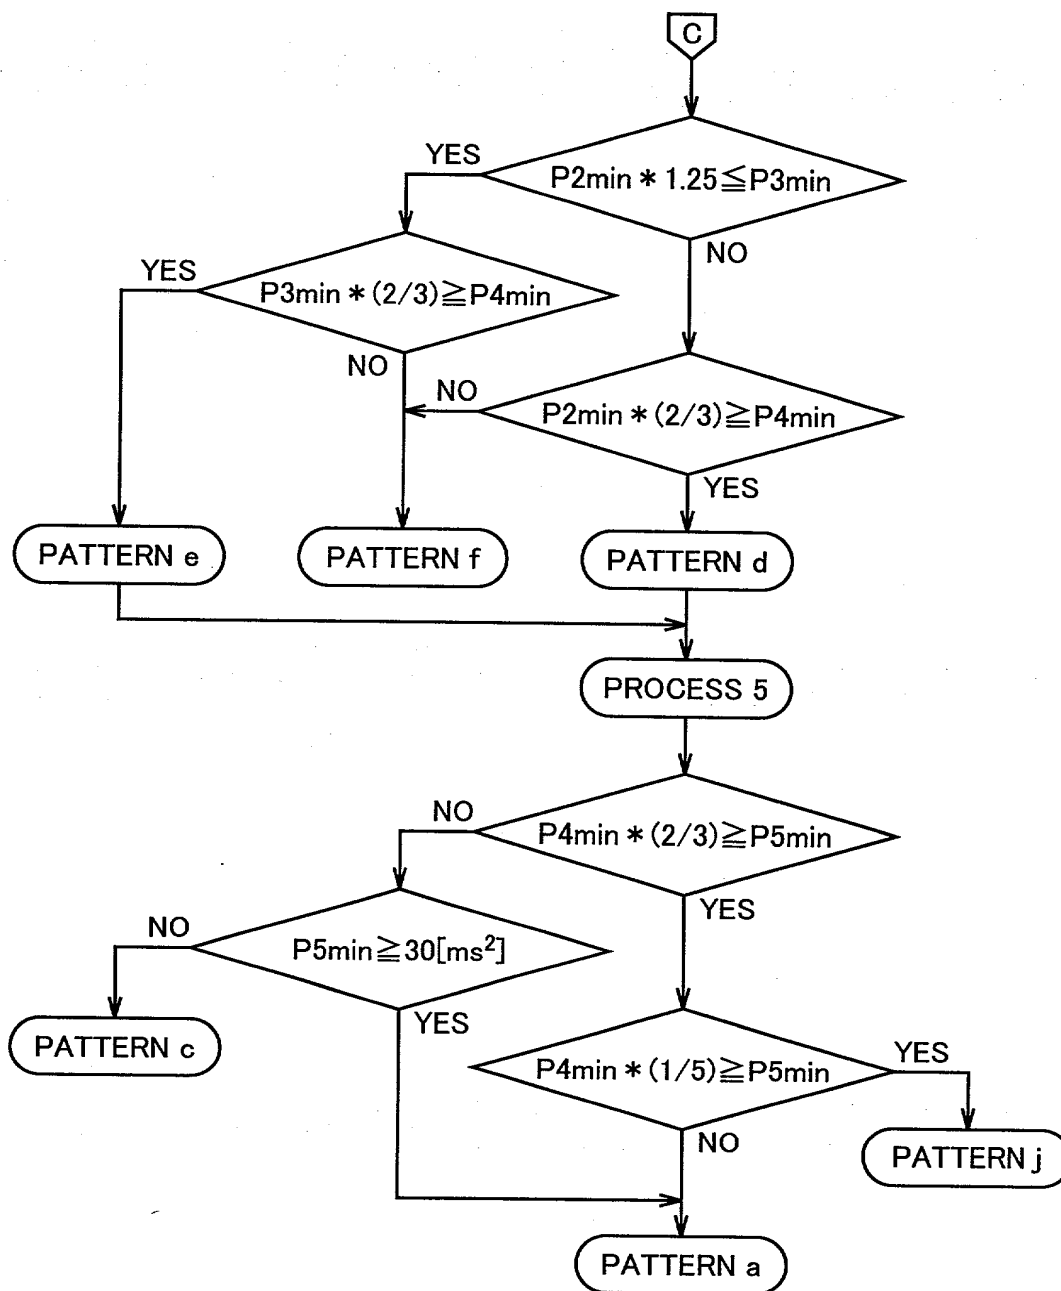 C
YES
P2min * 1.25≦P3min
NO
YES
P3min * (2/3)≧P4min
NO
NO
P2min * (2/3)≧P4min
YES
PATTERN e
PATTERN f
PATTERN d
PROCESS 5
NO
P4min * (2/3)≧P5min
YES
NO
P5min≧30[ms²]
YES
PATTERN c
P4min * (1/5)≧P5min
YES
NO
PATTERN j
PATTERN a